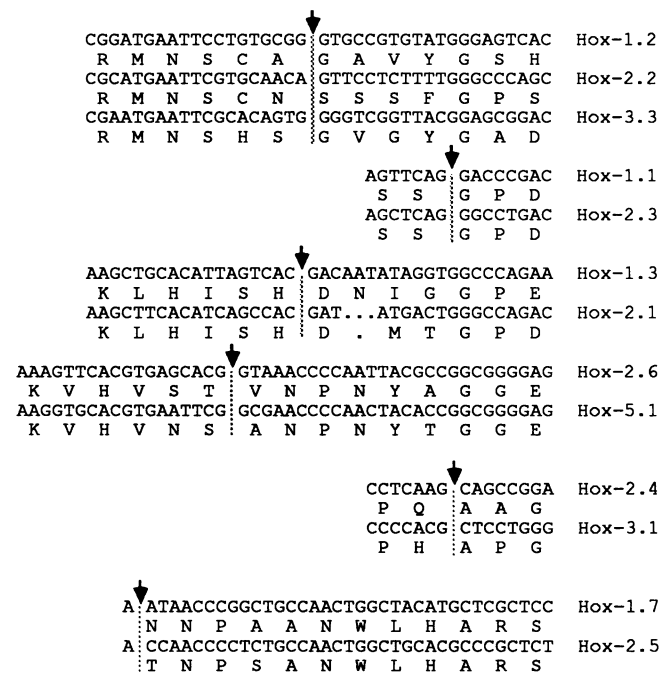 CGGATGAATTCCTGTGCGG GTGCCGTGTATGGGAGTCAC Hox-1.2
R M N S C A G A V Y G S H
CGCATGAATTCGTGCAACA GTTCCTCTTTTGGGCCCAGC Hox-2.2
R M N S C N S S S F G P S
CGAATGAATTCGCACAGTG GGGTCGGTTACGGAGCGGAC Hox-3.3
R M N S H S G V G Y G A D
AGTTCAG GACCCGAC Hox-1.1
S S G P D
AGCTCAG GGCCTGAC Hox-2.3
S S G P D
AAGCTGCACATTAGTCAC GACAATATAGGTGGCCCAGAA Hox-1.3
K L H I S H D N I G G P E
AAGCTTCACATCAGCCAC GAT...ATGACTGGGCCAGAC Hox-2.1
K L H I S H D . M T G P D
AAAGTTCACGTGAGCACG GTAAACCCCAATTACGCCGGCGGGGAG Hox-2.6
K V H V S T V N P N Y A G G E
AAGGTGCACGTGAATTCG GCGAACCCCAACTACACCGGCGGGGAG Hox-5.1
K V H V N S A N P N Y T G G E
CCTCAAG CAGCCGGA Hox-2.4
P Q A A G
CCCCACG CTCCTGGG Hox-3.1
P H A P G
A ATAACCCGGCTGCCAACTGGCTACATGCTCGCTCC Hox-1.7
N N P A A N W L H A R S
A CCAACCCCTCTGCCAACTGGCTGCACGCCCGCTCT Hox-2.5
T N P S A N W L H A R S